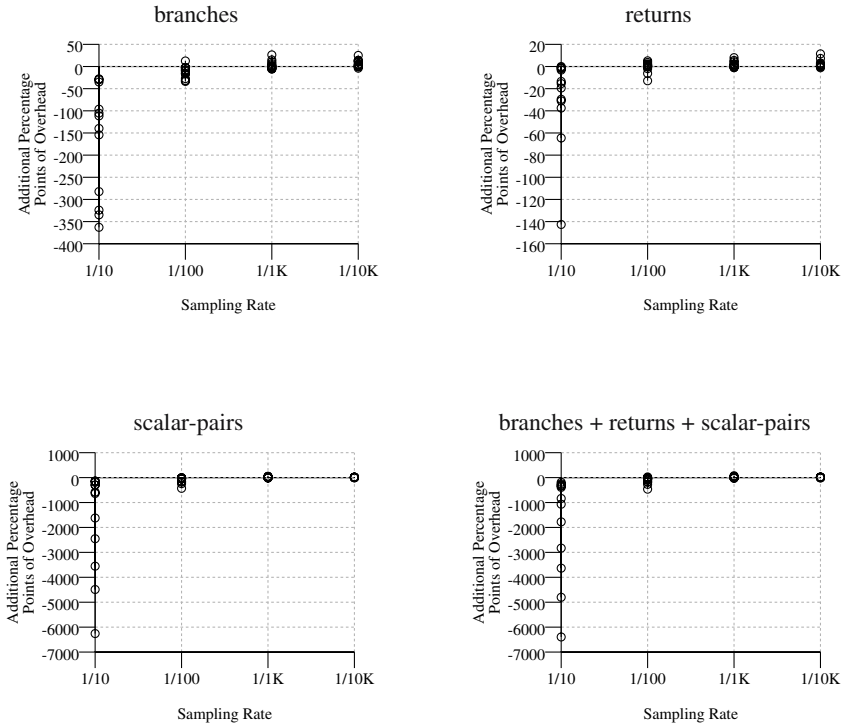 branches
50
0
-50
-100
-150
-200
-250
-300
-350
-400
Additional Percentage
Points of Overhead
1/10 1/100 1/1K 1/10K
Sampling Rate
returns
20
0
-20
-40
-60
-80
-100
-120
-140
-160
Additional Percentage
Points of Overhead
1/10 1/100 1/1K 1/10K
Sampling Rate
scalar-pairs
1000
0
-1000
-2000
-3000
-4000
-5000
-6000
-7000
Additional Percentage
Points of Overhead
1/10 1/100 1/1K 1/10K
Sampling Rate
branches + returns + scalar-pairs
1000
0
-1000
-2000
-3000
-4000
-5000
-6000
-7000
Additional Percentage
Points of Overhead
1/10 1/100 1/1K 1/10K
Sampling Rate